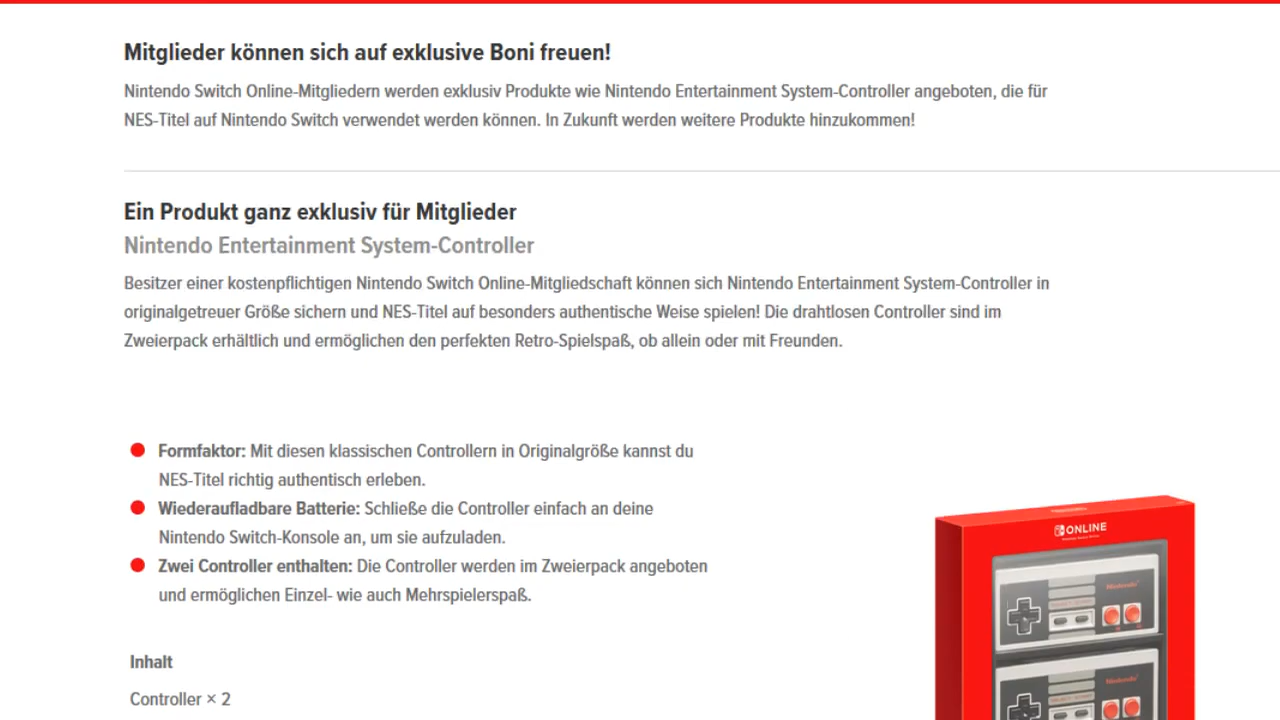 Mitglieder können sich auf exklusive Boni freuen!
Nintendo Switch Online-Mitgliedern werden exklusiv Produkte wie Nintendo Entertainment System-Controller angeboten, die für
NES-Titel auf Nintendo Switch verwendet werden können. In Zukunft werden weitere Produkte hinzukommen!
Ein Produkt ganz exklusiv für Mitglieder
Nintendo Entertainment System-Controller
Besitzer einer kostenpflichtigen Nintendo Switch Online-Mitgliedschaft können sich Nintendo Entertainment System-Controller in
originalgetreuer Größe sichern und NES-Titel auf besonders authentische Weise spielen! Die drahtlosen Controller sind im
Zweierpack erhältlich und ermöglichen den perfekten Retro-Spielspaß, ob allein oder mit Freunden.
Formfaktor: Mit diesen klassischen Controllern in Originalgröße kannst du
NES-Titel richtig authentisch erleben.
Wiederaufladbare Batterie: Schließe die Controller einfach an deine
Nintendo Switch-Konsole an, um sie aufzuladen.
Zwei Controller enthalten: Die Controller werden im Zweierpack angeboten
und ermöglichen Einzel- wie auch Mehrspielerspaß.
Inhalt
Controller × 2
ONLINE
Nintendo
Nintendo